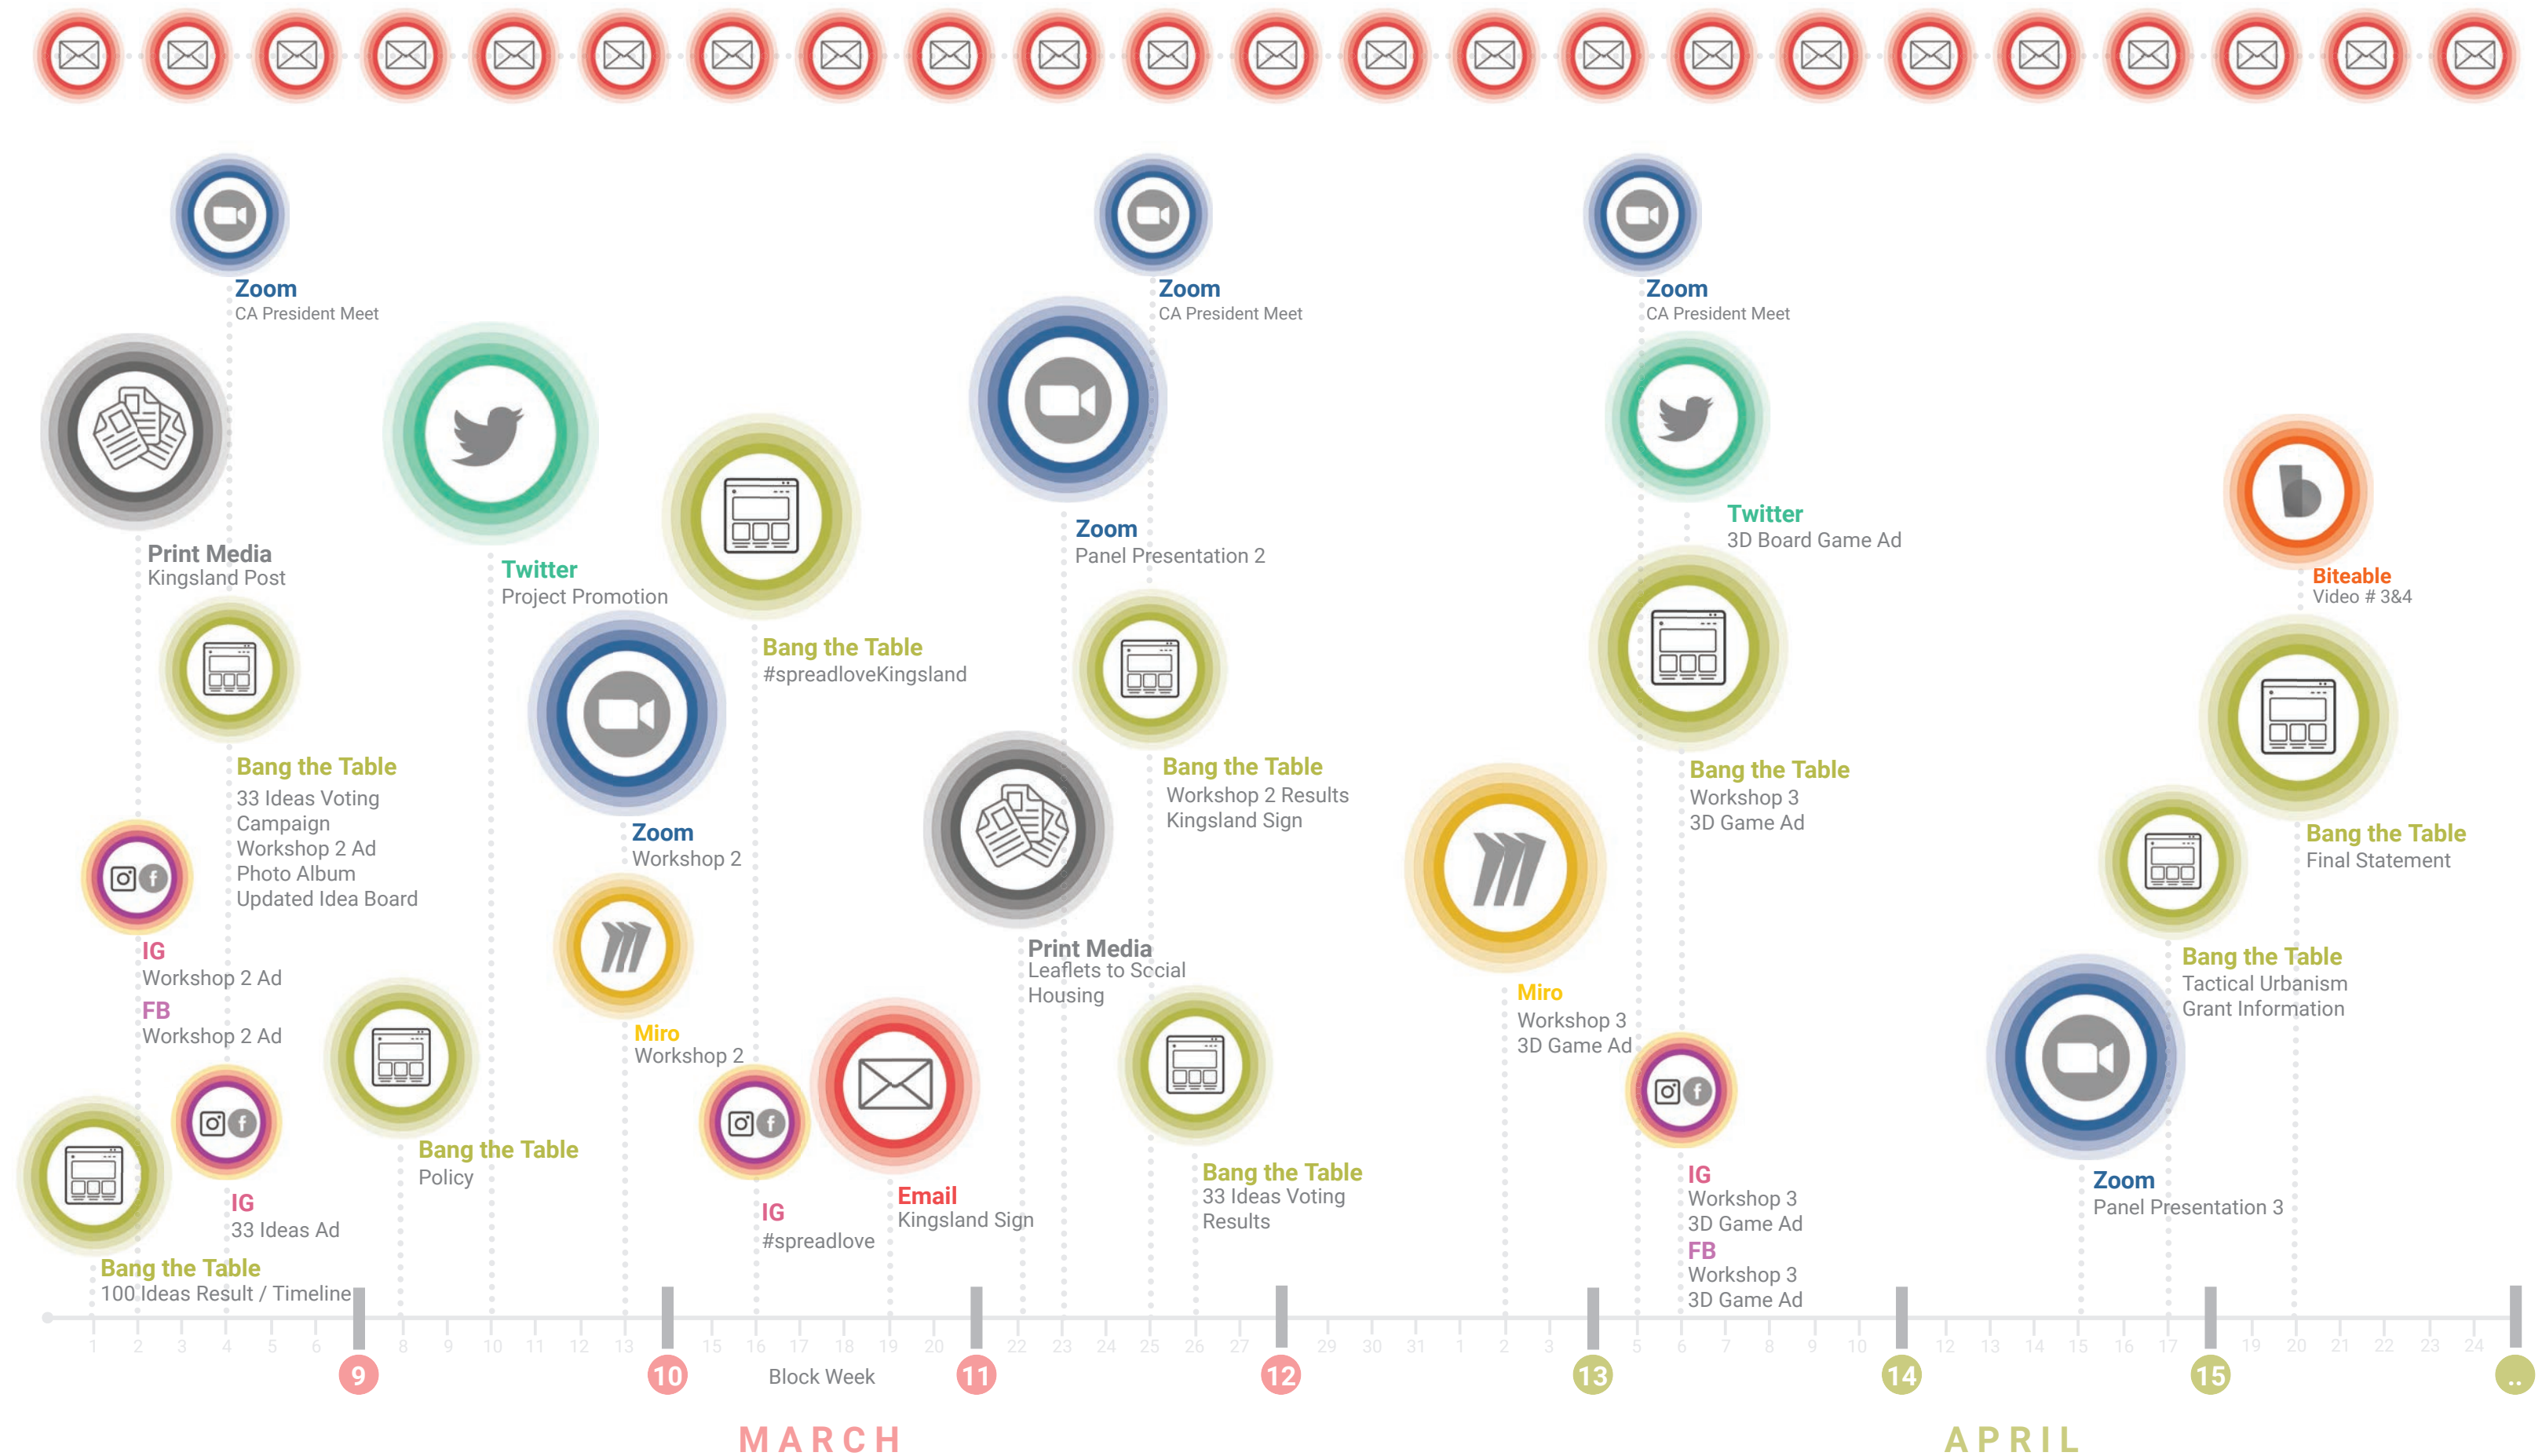 Zoom
CA President Meet
Zoom
CA President Meet
Zoom
CA President Meet
Print Media
Kingsland Post
Twitter
Project Promotion
Zoom
Panel Presentation 2
Twitter
3D Board Game Ad
Biteable
Video # 3&4
Bang the Table
#spreadloveKingsland
Bang the Table
33 Ideas Voting
Campaign
Workshop 2 Ad
Photo Album
Updated Idea Board
Zoom
Workshop 2
Bang the Table
Workshop 2 Results
Kingsland Sign
Bang the Table
Workshop 3
3D Game Ad
Bang the Table
Final Statement
IG
Workshop 2 Ad
FB
Workshop 2 Ad
Miro
Workshop 2
Print Media
Leaflets to Social
Housing
Miro
Workshop 3
3D Game Ad
Bang the Table
Tactical Urbanism
Grant Information
Bang the Table
Policy
IG
33 Ideas Ad
IG
#spreadlove
Email
Kingsland Sign
Bang the Table
33 Ideas Voting
Results
IG
Workshop 3
3D Game Ad
FB
Workshop 3
3D Game Ad
Zoom
Panel Presentation 3
Bang the Table
100 Ideas Result / Timeline
1 2 3 4 5 6 8 9 10 11 12 13 15 16 17 18 19 20 22 23 24 25 26 27 29 30 31 1 2 3 5 6 7 8 9 10 12 13 14 15 16 17 19 20 21 22 23 24
9 10 Block Week 11 12 13 14 15 ..
MARCH APRIL